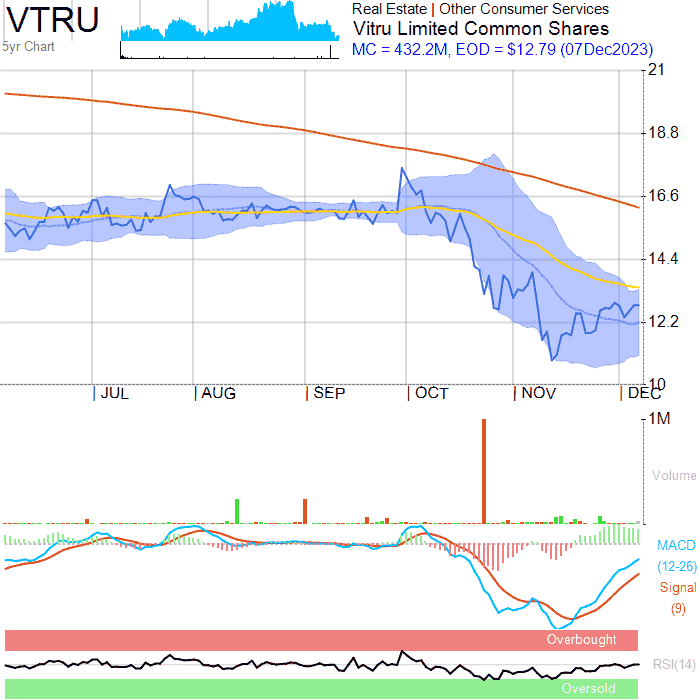 VTRU
5yr Chart
Real Estate | Other Consumer Services
Vitru Limited Common Shares
MC = 432.2M, EOD = $12.79 (07Dec2023)
21
18.8
16.6
14.4
12.2
10
JUL AUG SEP OCT NOV DEC
1M
Volume
MACD
(12-26)
Signal
(9)
Overbought
RSI(14)
Oversold